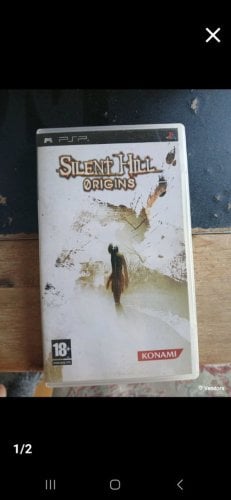 PSP
SILENT HILL
ORIGINS
18+
KONAMI
Vendora
1/2